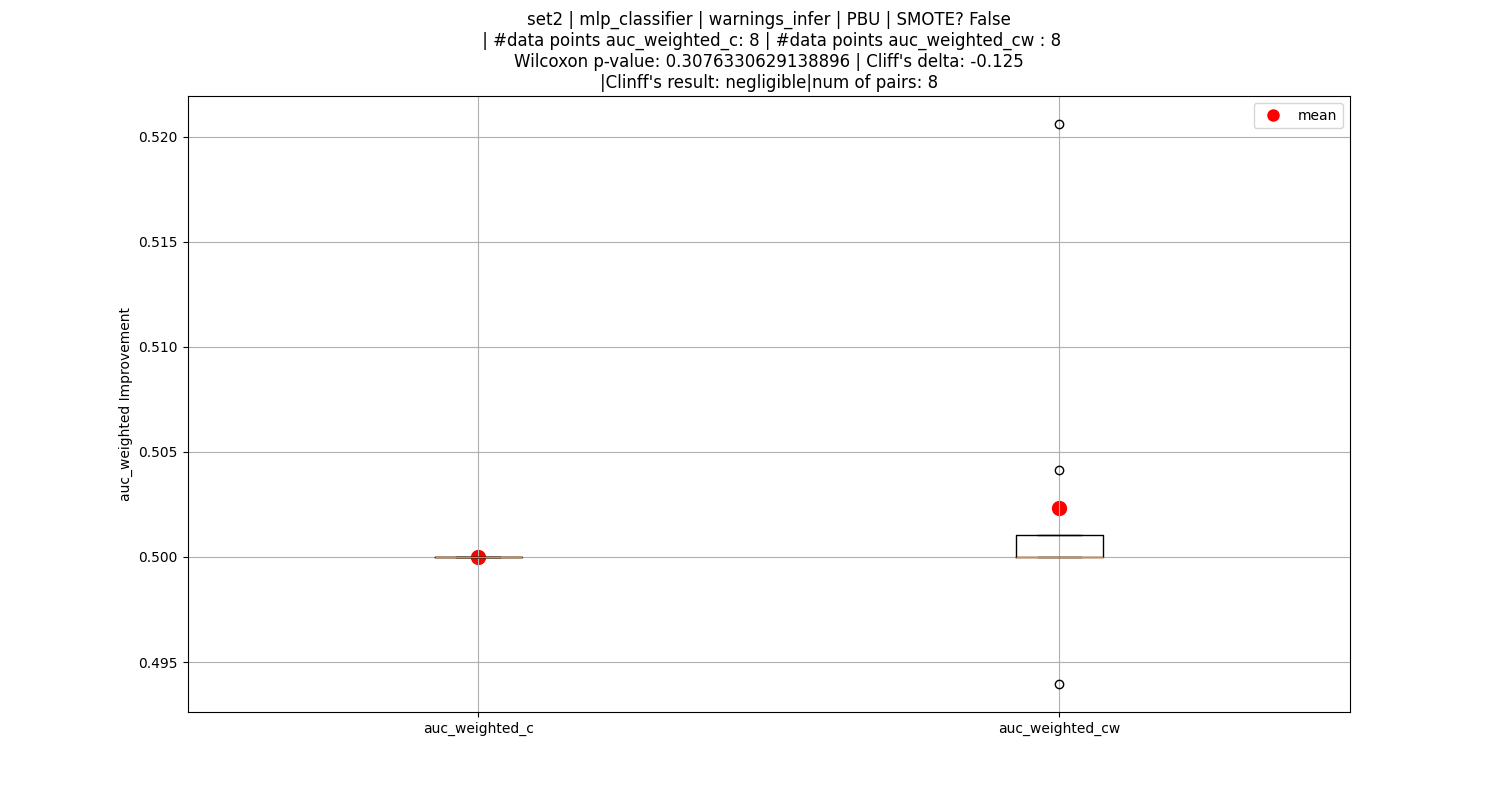 set2 | mlp_classifier | warnings_infer | PBU | SMOTE? False
| #data points auc_weighted_c: 8 | #data points auc_weighted_cw : 8
Wilcoxon p-value: 0.3076330629138896 | Cliff's delta: -0.125
|Clinff's result: negligible|num of pairs: 8
mean
0.520
0.515
0.510
0.505
0.500
0.495
auc_weighted Improvement
auc_weighted_c
auc_weighted_cw